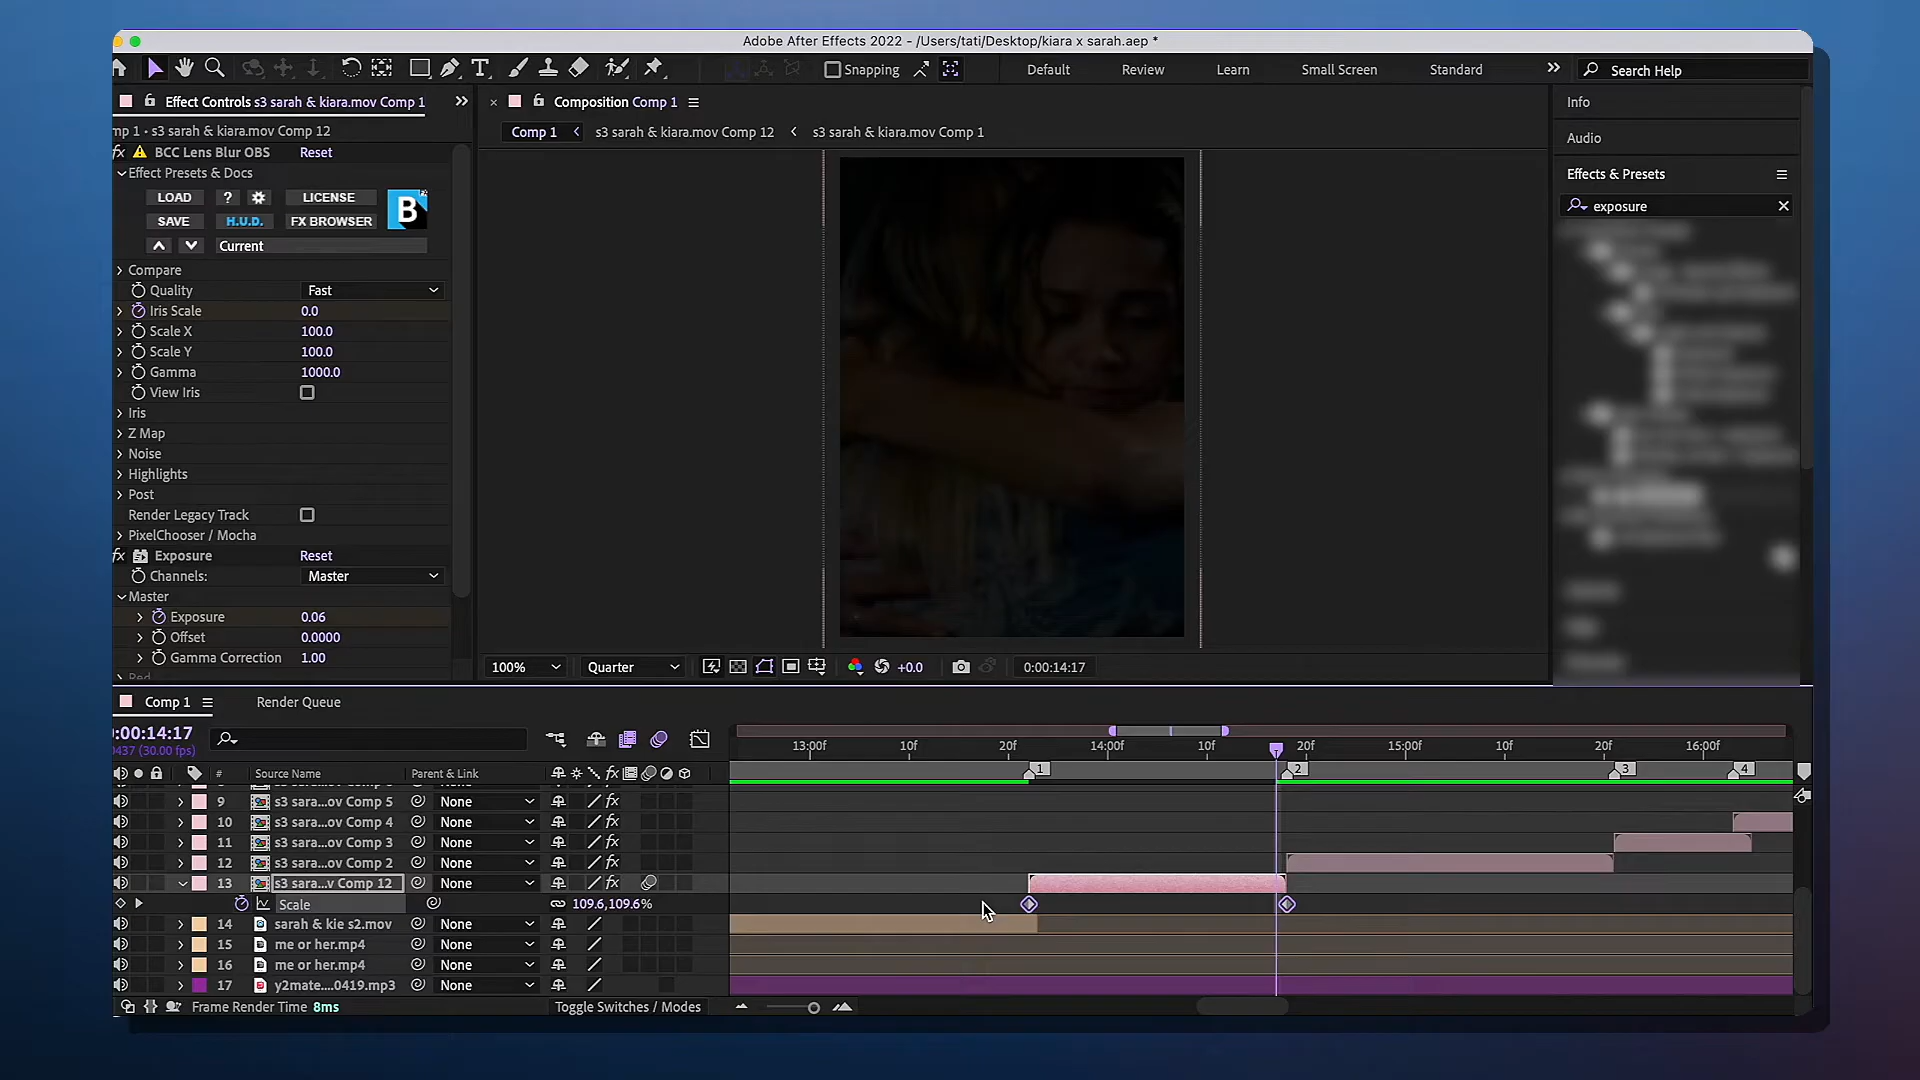 Adobe After Effects 2022 - /Users/tati/Desktop/kiara x sarah.aep *
Snapping
Default
Review
Learn
Small Screen
Standard
Search Help
Effect Controls s3 sarah & kiara.mov Comp 1
mp 1 • s3 sarah & kiara.mov Comp 12
fx BCC Lens Blur OBS Reset
Effect Presets & Docs
LOAD ? LICENSE
SAVE H.U.D. FX BROWSER
B
Current
Compare
Quality Fast
Iris Scale 0.0
Scale X 100.0
Scale Y 100.0
Gamma 1000.0
View Iris
Iris
Z Map
Noise
Highlights
Post
Render Legacy Track
PixelChooser / Mocha
fx Exposure Reset
Channels: Master
Master
Exposure 0.06
Offset 0.0000
Gamma Correction 1.00
Red
Composition Comp 1
Comp 1 s3 sarah & kiara.mov Comp 12 s3 sarah & kiara.mov Comp 1
100% Quarter +0.0 0:00:14:17
Info
Audio
Effects & Presets
exposure
Comp 1
Render Queue
0:00:14:17
0437 (30.00 fps)
13:00f 10f 20f 14:00f 10f 20f 15:00f 10f 20f 16:00f
1 2 3 4
# Source Name Parent & Link
9 s3 sara...ov Comp 5 None fx
10 s3 sara...ov Comp 4 None fx
11 s3 sara...ov Comp 3 None fx
12 s3 sara...ov Comp 2 None fx
13 s3 sara...v Comp 12 None fx
Scale 109.6,109.6%
14 sarah & kie s2.mov None
15 me or her.mp4 None
16 me or her.mp4 None
17 y2mate....0419.mp3 None
Frame Render Time 8ms
Toggle Switches / Modes